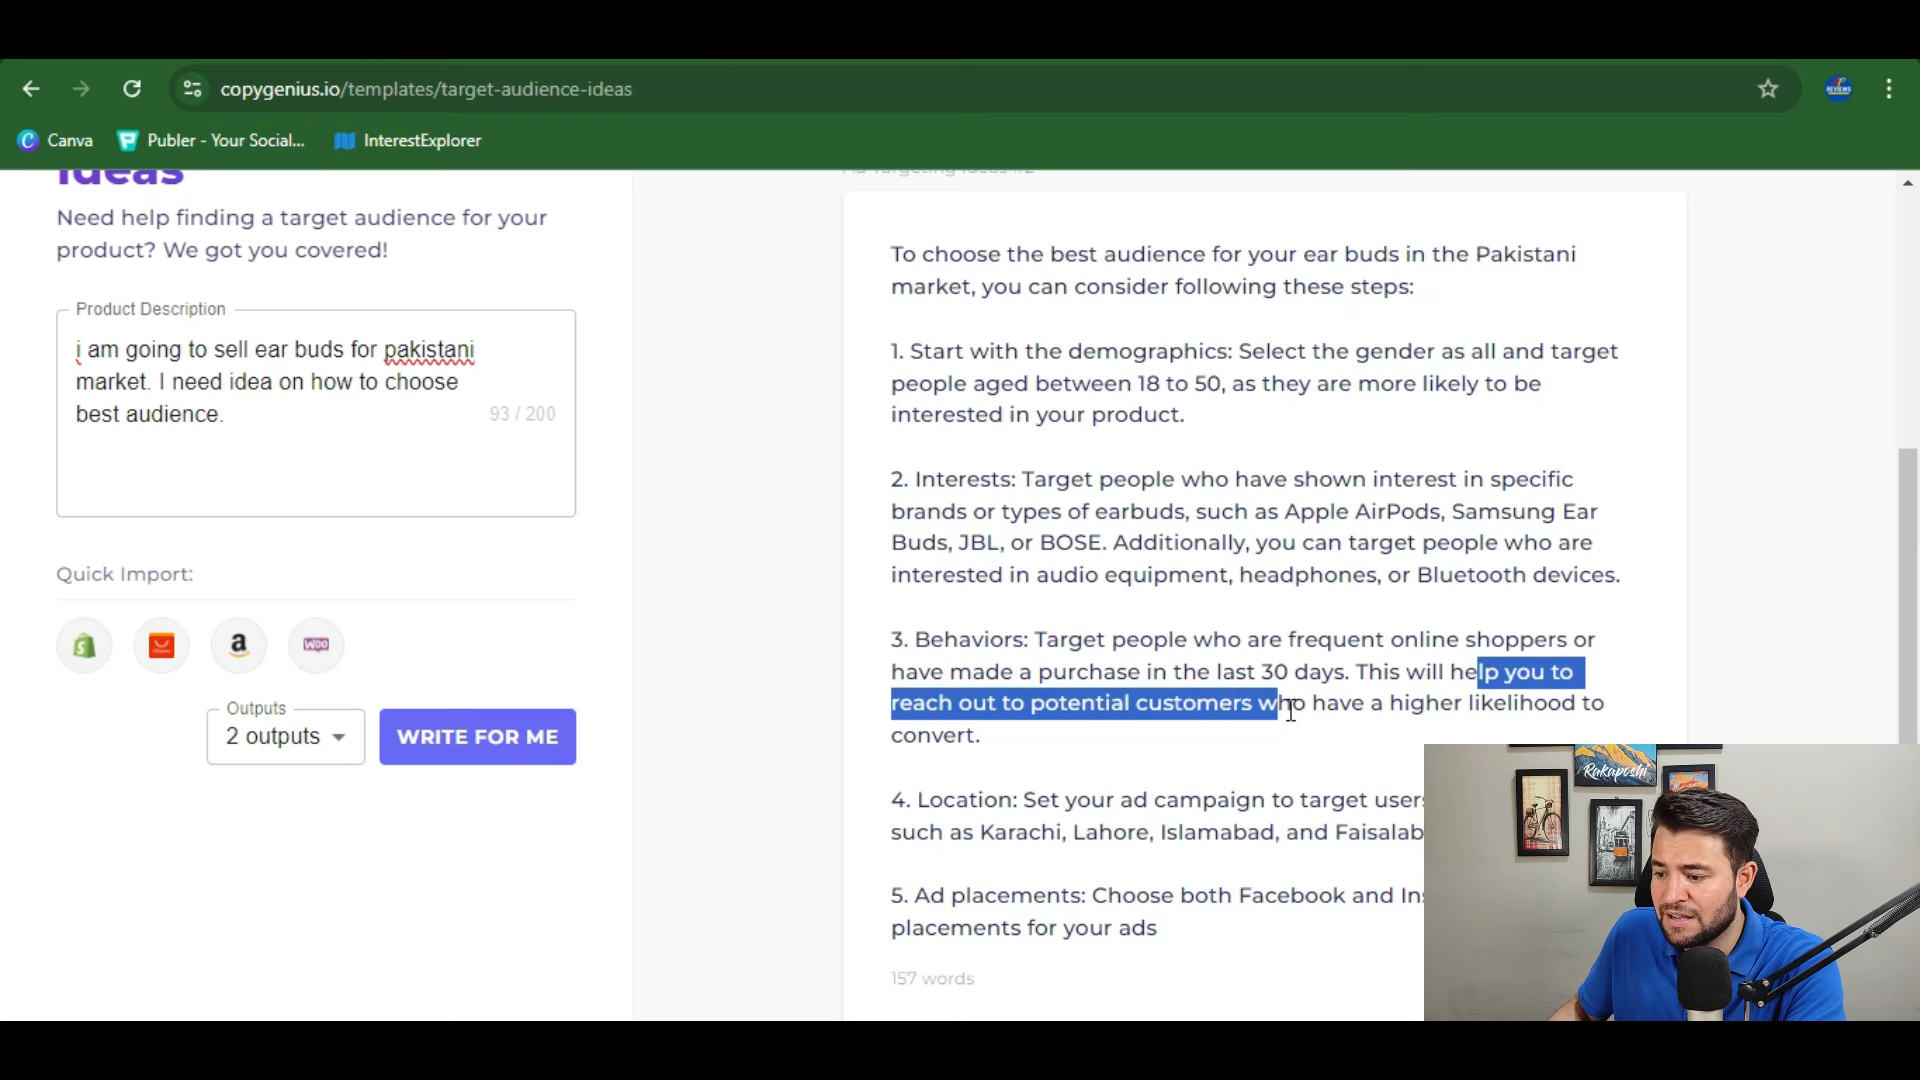 copygenius.io/templates/target-audience-ideas
Canva
Publer - Your Social...
InterestExplorer
Ideas
Need help finding a target audience for your
product? We got you covered!
Product Description
i am going to sell ear buds for pakistani
market. I need idea on how to choose
best audience.
93 / 200
Quick Import:
Outputs
2 outputs
WRITE FOR ME
Ad Targeting Ideas #2
To choose the best audience for your ear buds in the Pakistani
market, you can consider following these steps:
1. Start with the demographics: Select the gender as all and target
people aged between 18 to 50, as they are more likely to be
interested in your product.
2. Interests: Target people who have shown interest in specific
brands or types of earbuds, such as Apple AirPods, Samsung Ear
Buds, JBL, or BOSE. Additionally, you can target people who are
interested in audio equipment, headphones, or Bluetooth devices.
3. Behaviors: Target people who are frequent online shoppers or
have made a purchase in the last 30 days. This will help you to
reach out to potential customers who have a higher likelihood to
convert.
4. Location: Set your ad campaign to target users
such as Karachi, Lahore, Islamabad, and Faisalab
5. Ad placements: Choose both Facebook and Ins
placements for your ads
157 words
Rakaposhi